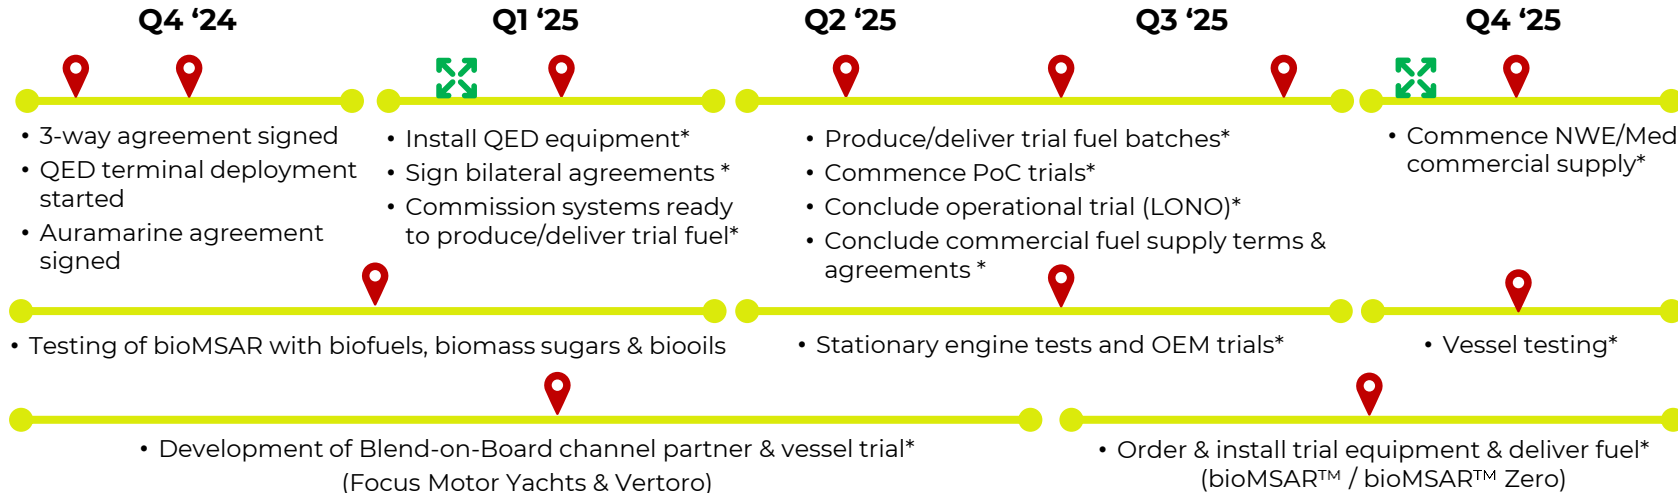 Q4 ‘24
Q1 ‘25
Q2 ‘25
Q3 ‘25
Q4 ‘25
• 3-way agreement signed
• QED terminal deployment
started
• Auramarine agreement
signed
• Install QED equipment*
• Sign bilateral agreements *
• Commission systems ready
to produce/deliver trial fuel*
• Produce/deliver trial fuel batches*
• Commence PoC trials*
• Conclude operational trial (LONO)*
• Conclude commercial fuel supply terms &
agreements *
• Commence NWE/Med
commercial supply*
• Testing of bioMSAR with biofuels, biomass sugars & biooils
• Stationary engine tests and OEM trials*
• Vessel testing*
• Development of Blend-on-Board channel partner & vessel trial*
(Focus Motor Yachts & Vertoro)
• Order & install trial equipment & deliver fuel*
(bioMSAR™ / bioMSAR™ Zero)